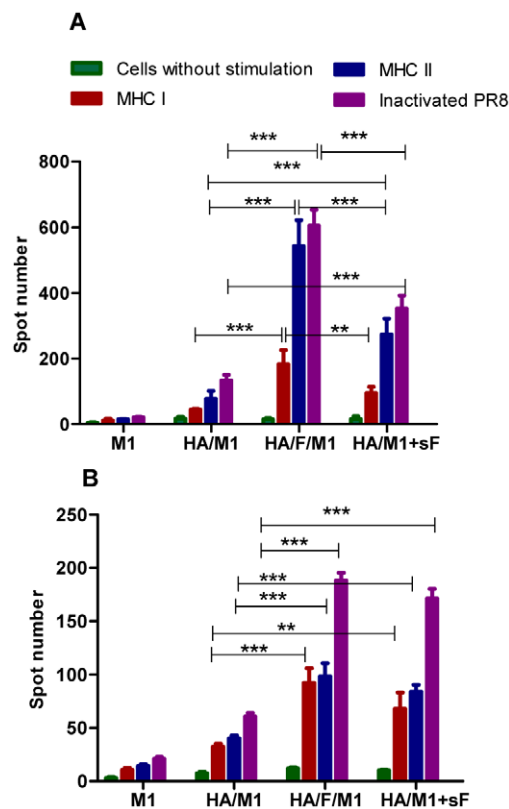 A
Cells without stimulation MHC II
MHC I Inactivated PR8
*** ***
***
*** ***
***
*** **
800
600
400
200
0
Spot number
M1 HA/M1 HA/F/M1 HA/M1+sF
B
***
***
***
***
**
***
250
200
150
100
50
0
Spot number
M1 HA/M1 HA/F/M1 HA/M1+sF